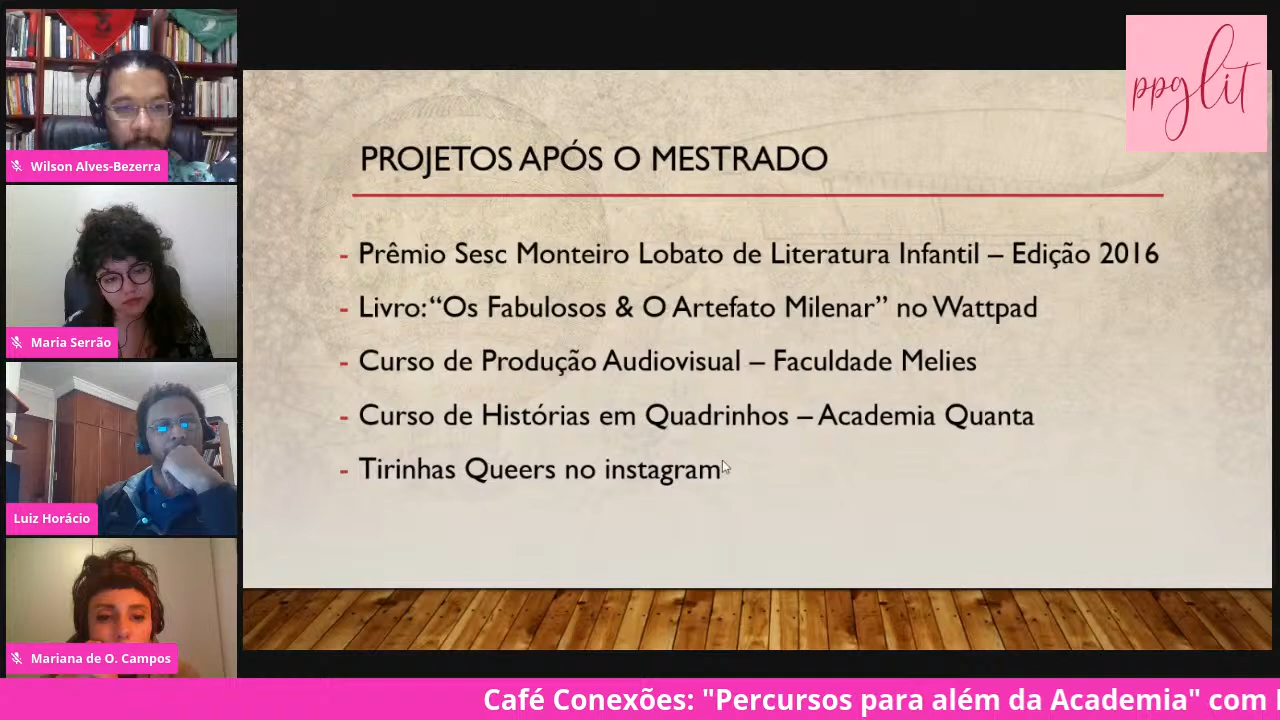 Wilson Alves-Bezerra
Maria Serrão
Luiz Horácio
Mariana de O. Campos
ppglit
PROJETOS APÓS O MESTRADO
- Prêmio Sesc Monteiro Lobato de Literatura Infantil – Edição 2016
- Livro: “Os Fabulosos & O Artefato Milenar” no Wattpad
- Curso de Produção Audiovisual – Faculdade Melies
- Curso de Histórias em Quadrinhos – Academia Quanta
- Tirinhas Queers no instagram
Café Conexões: "Percursos para além da Academia" com